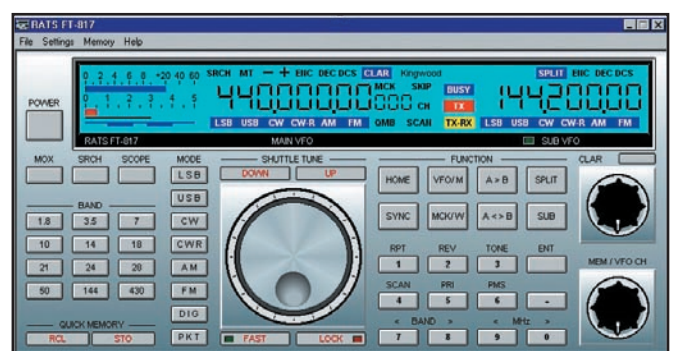 RATS FT-817
File Settings Memory Help
0 2 4 6 8 +20 40 60 SRCH MT - + ENC DEC DCS CLAR Kingwood SPLIT ENC DEC DCS
0 1 2 3 4 5 440,000,00 MCK SKIP BUSY 144,200,00
000 CH TX
LSB USB CW CW-R AM FM QMB SCAN TX-RX LSB USB CW CW-R AM FM
RATS FT-817 MAIN VFO SUB VFO
POWER
MOX SRCH SCOPE MODE SHUTTLE TUNE FUNCTION CLAR
LSB DOWN UP HOME VFO/M A > B SPLIT
BAND USB
1.8 3.5 7 CW SYNC MCK/W A <> B SUB
10 14 18 CWR RPT REV TONE ENT
21 24 28 AM 1 2 3 MEM / VFO CH
50 144 430 FM SCAN PRI PMS
4 5 6 -
QUICK MEMORY DIG < BAND > < MHz >
RCL STO PKT FAST LOCK 7 8 9 0